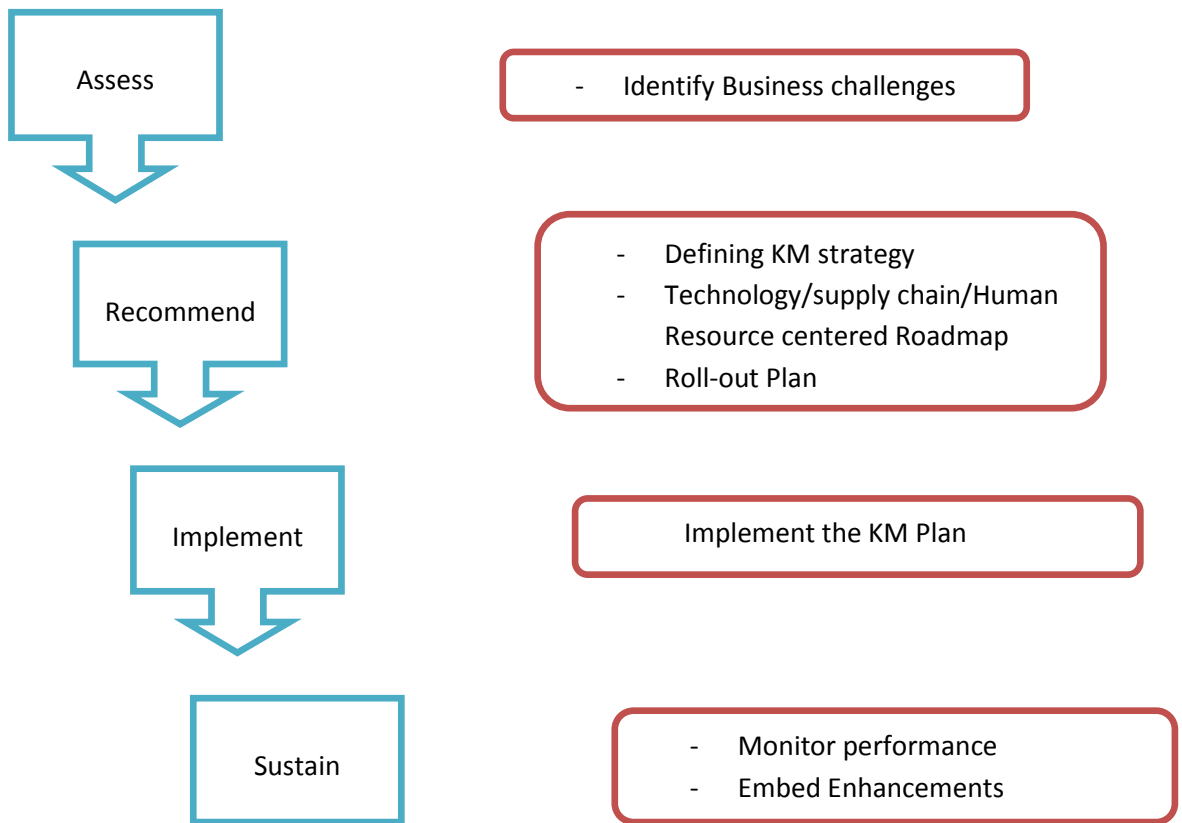 Assess
- Identify Business challenges
Recommend
- Defining KM strategy
- Technology/supply chain/Human
Resource centered Roadmap
- Roll-out Plan
Implement
Implement the KM Plan
Sustain
- Monitor performance
- Embed Enhancements